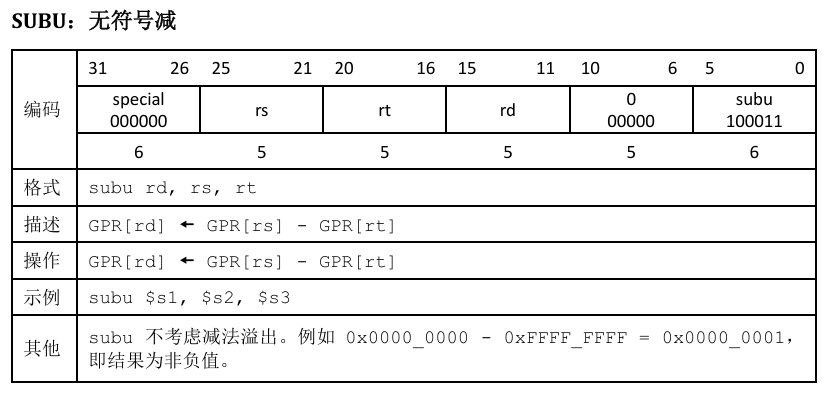 SUBU：无符号减
编码
31 26 25 21 20 16 15 11 10 6 5 0
special rs rt rd 0 subu
000000 00000 100011
6 5 5 5 5 6
格式 subu rd, rs, rt
描述 GPR[rd] ← GPR[rs] - GPR[rt]
操作 GPR[rd] ← GPR[rs] - GPR[rt]
示例 subu $s1, $s2, $s3
其他 subu 不考虑减法溢出。例如 0x0000_0000 - 0xFFFF_FFFF = 0x0000_0001，
即结果为非负值。